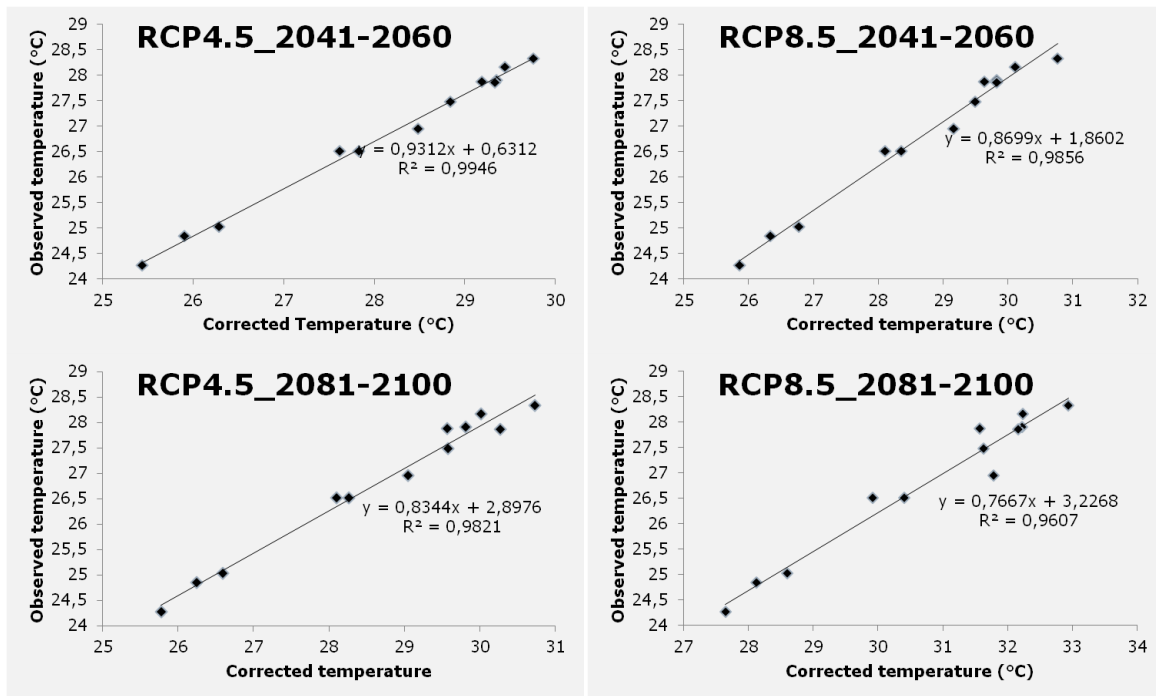 RCP4.5_2041-2060
Observed temperature (°C)
29
28,5
28
27,5
27
26,5
26
25,5
25
24,5
24
y = 0,9312x + 0,6312
R² = 0,9946
25 26 27 28 29 30
Corrected Temperature (°C)
RCP8.5_2041-2060
Observed temperature (°C)
29
28,5
28
27,5
27
26,5
26
25,5
25
24,5
24
y = 0,8699x + 1,8602
R² = 0,9856
25 26 27 28 29 30 31 32
Corrected temperature (°C)
RCP4.5_2081-2100
Observed temperature (°C)
29
28,5
28
27,5
27
26,5
26
25,5
25
24,5
24
y = 0,8344x + 2,8976
R² = 0,9821
25 26 27 28 29 30 31
Corrected temperature
RCP8.5_2081-2100
Observed temperature (°C)
29
28,5
28
27,5
27
26,5
26
25,5
25
24,5
24
y = 0,7667x + 3,2268
R² = 0,9607
27 28 29 30 31 32 33 34
Corrected temperature (°C)